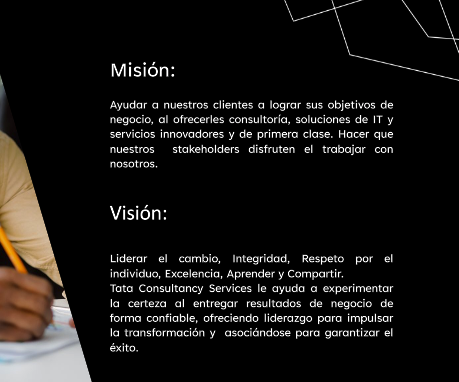 Misión:
Ayudar a nuestros clientes a lograr sus objetivos de
negocio, al ofrecerles consultoría, soluciones de IT y
servicios innovadores y de primera clase. Hacer que
nuestros stakeholders disfruten el trabajar con
nosotros.
Visión:
Liderar el cambio, Integridad, Respeto por el
individuo, Excelencia, Aprender y Compartir.
Tata Consultancy Services le ayuda a experimentar
la certeza al entregar resultados de negocio de
forma confiable, ofreciendo liderazgo para impulsar
la transformación y asociándose para garantizar el
éxito.